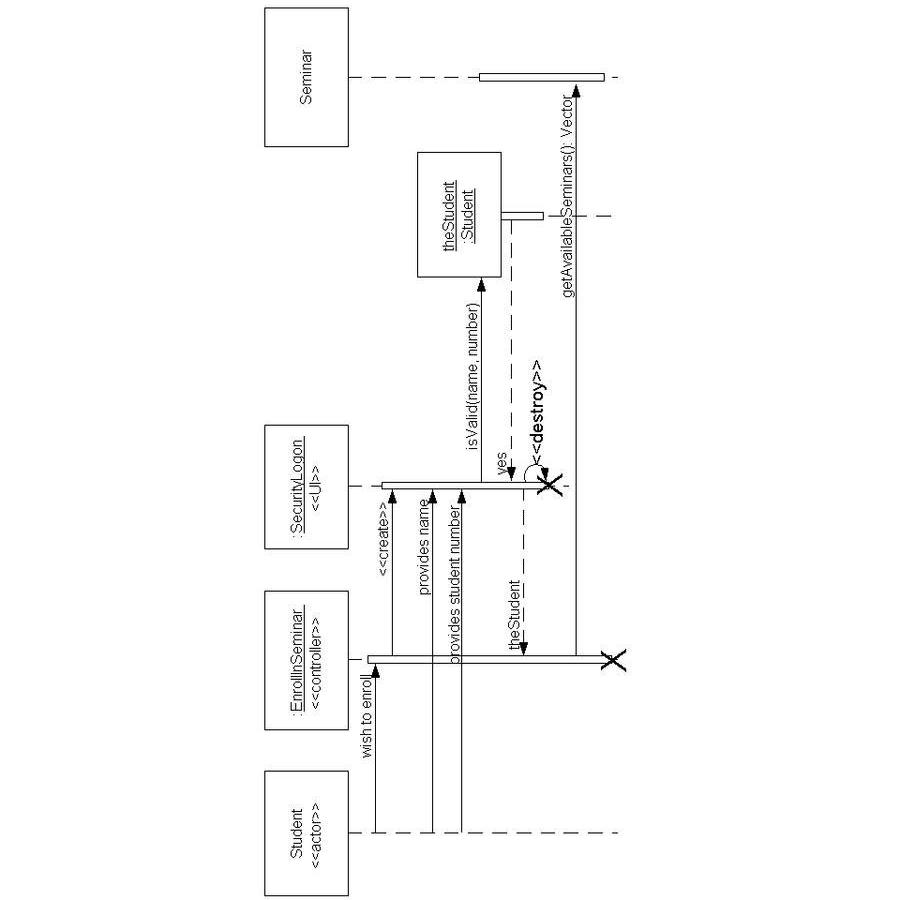 Student
<<actor>>
: EnrollInSeminar
<<controller>>
: SecurityLogon
<<UI>>
theStudent
:Student
Seminar
wish to enroll
<<create>>
provides name
provides student number
isValid(name, number)
yes
theStudent
<<destroy>>
getAvailableSeminars(): Vector